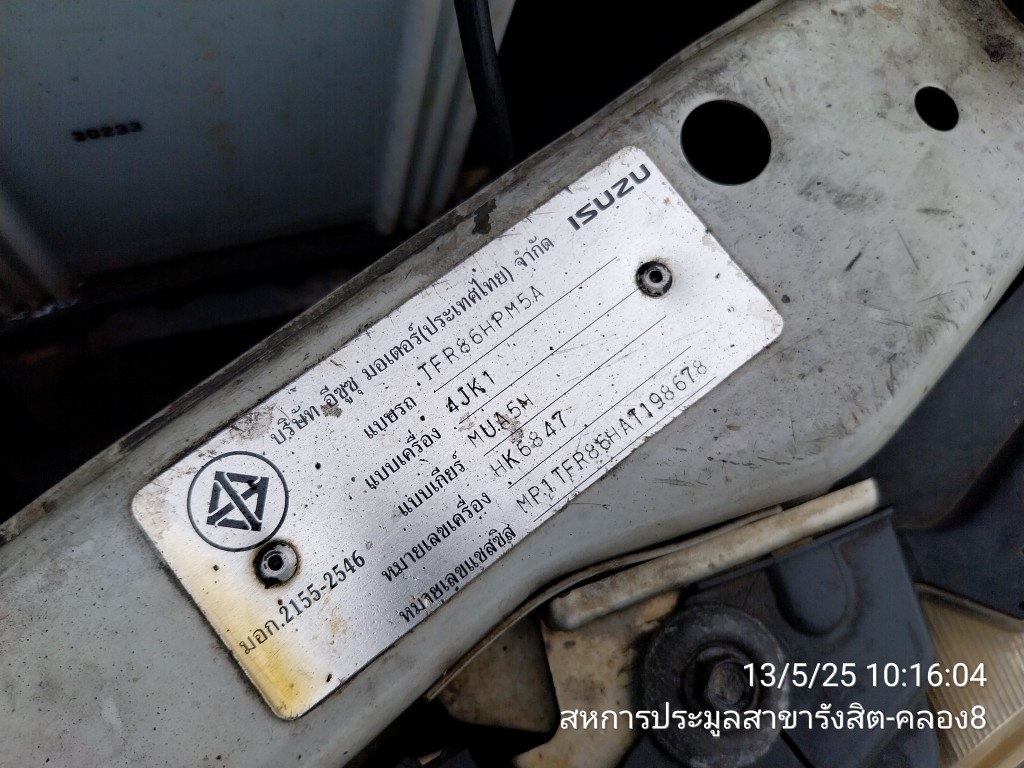 30233
ISUZU
บริษัท อีซูซุ มอเตอร์(ประเทศไทย) จำกัด
แบบรถ TFR86HPM5A
แบบเครื่อง 4JK1
แบบเกียร์ MUA5H
หมายเลขเครื่อง HK6847
หมายเลขแชสซิส MP1TFR86HAT198678
มอก.2155-2546
13/5/25 10:16:04
สหการประมูลสาขารังสิต-คลอง8